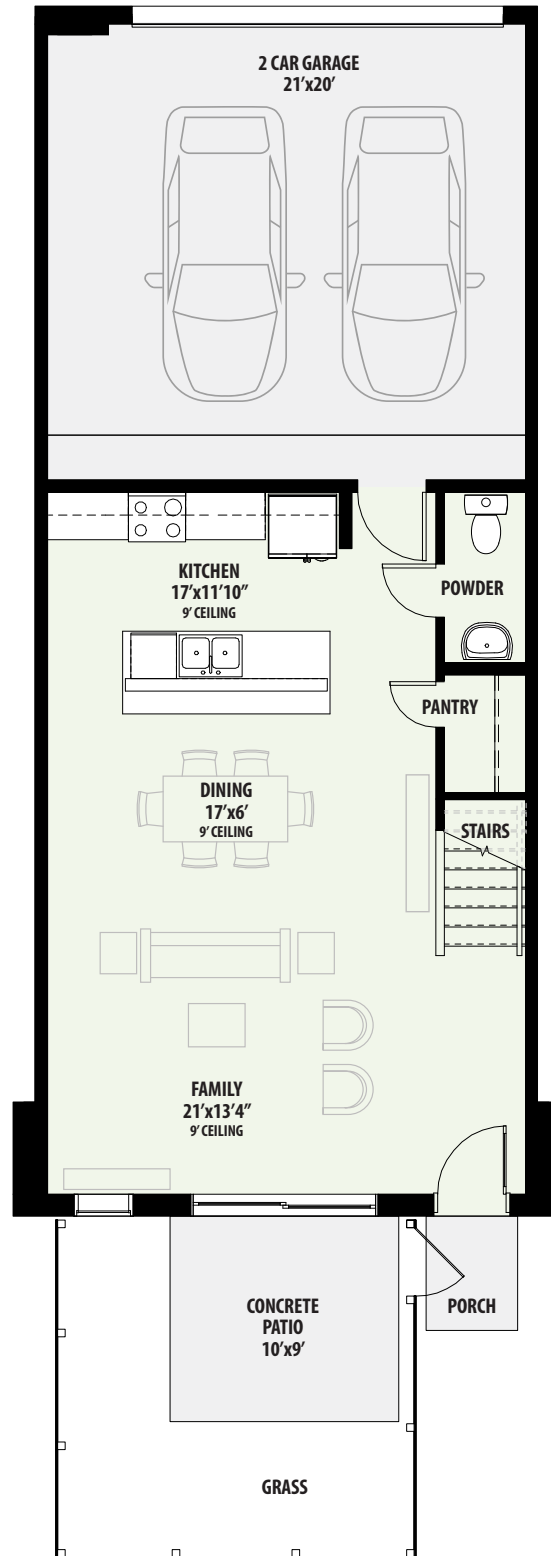 2 CAR GARAGE
21′x20′
KITCHEN
17′x11′10″
9′ CEILING
POWDER
PANTRY
DINING
17′x6′
9′ CEILING
STAIRS
FAMILY
21′x13′4″
9′ CEILING
CONCRETE
PATIO
10′x9′
PORCH
GRASS